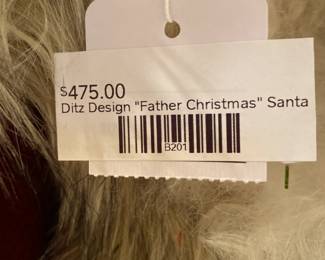 $475.00
Ditz Design "Father Christmas" Santa
B201